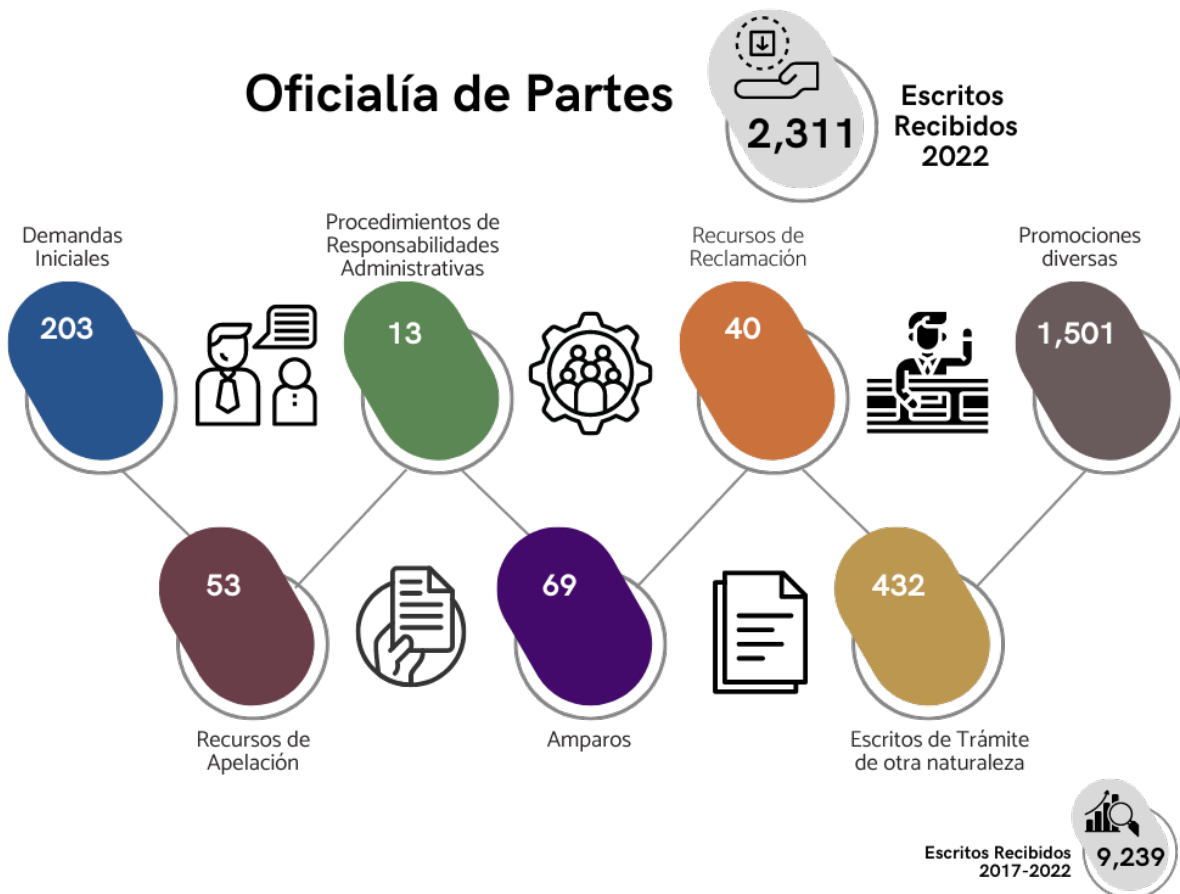 Oficialía de Partes
2,311
Escritos
Recibidos
2022
Demandas
Iniciales
203
Procedimientos de
Responsabilidades
Administrativas
13
Recursos de
Reclamación
40
Promociones
diversas
1,501
53
Recursos de
Apelación
69
Amparos
432
Escritos de Trámite
de otra naturaleza
Escritos Recibidos
2017-2022
9,239